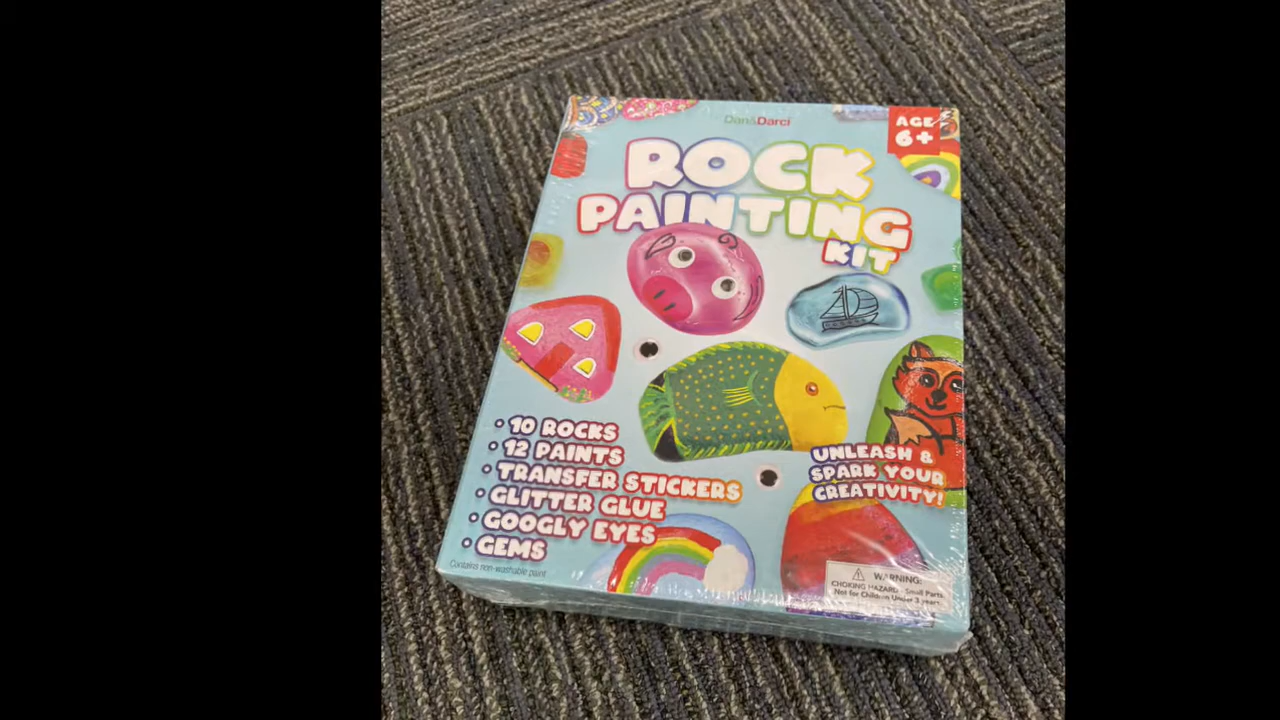 Dan&Darci
AGE
6+
ROCK
PAINTING
KIT
• 10 ROCKS
• 12 PAINTS
• TRANSFER STICKERS
• GLITTER GLUE
• GOOGLY EYES
• GEMS
Contains non-washable paint
UNLEASH &
SPARK YOUR
CREATIVITY!
WARNING:
CHOKING HAZARD - Small Parts.
Not for Children Under 3 years.